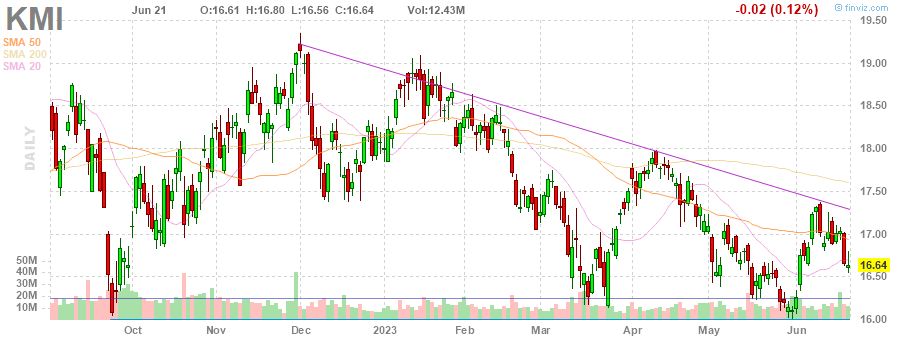 KMI Jun 21 O:16.61 H:16.80 L:16.56 C:16.64 Vol:12.43M -0.02 (0.12%) finviz.com
SMA 50
SMA 200
SMA 20
DAILY
19.50
19.00
18.50
18.00
17.50
17.00
16.64
16.50
16.00
50M
40M
30M
20M
10M
Oct Nov Dec 2023 Feb Mar Apr May Jun